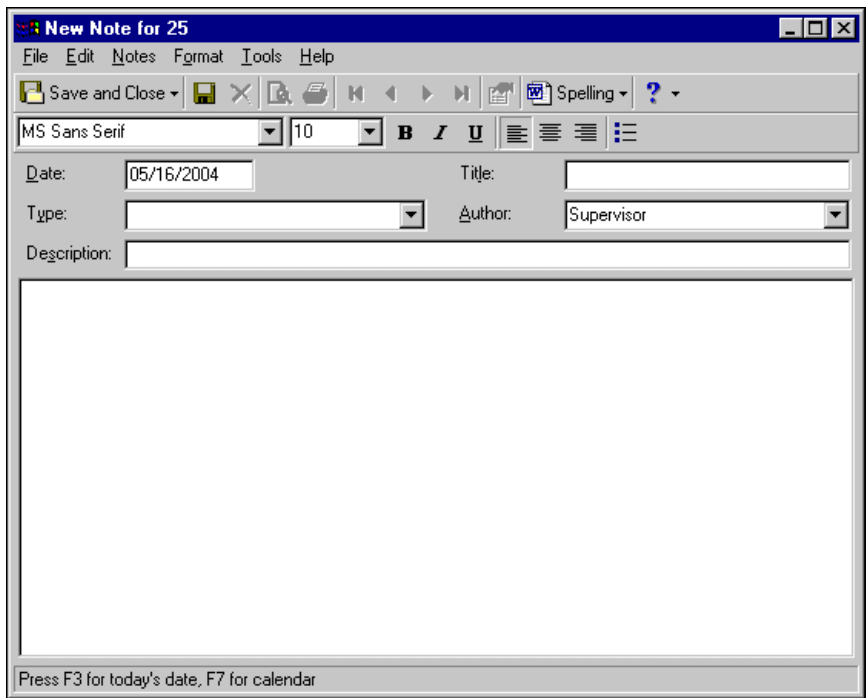 New Note for 25
File Edit Notes Format Tools Help
Save and Close W Spelling ?
MS Sans Serif 10 B I U
Date: 05/16/2004 Title:
Type: Author: Supervisor
Description:
Press F3 for today's date, F7 for calendar